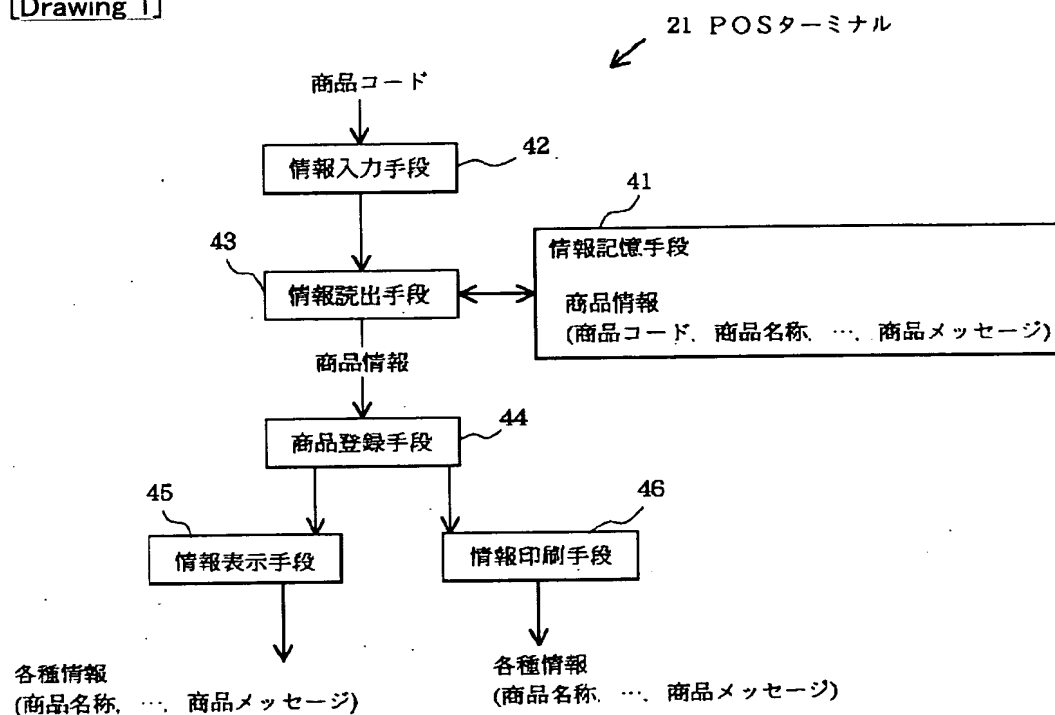 [Drawing 1]
21 POSターミナル
商品コード
42
情報入力手段
41
43
情報記憶手段
情報読出手段
商品情報
(商品コード, 商品名称, …, 商品メッセージ)
商品情報
44
商品登録手段
45
46
情報表示手段
情報印刷手段
各種情報
(商品名称, …, 商品メッセージ)
各種情報
(商品名称, …, 商品メッセージ)